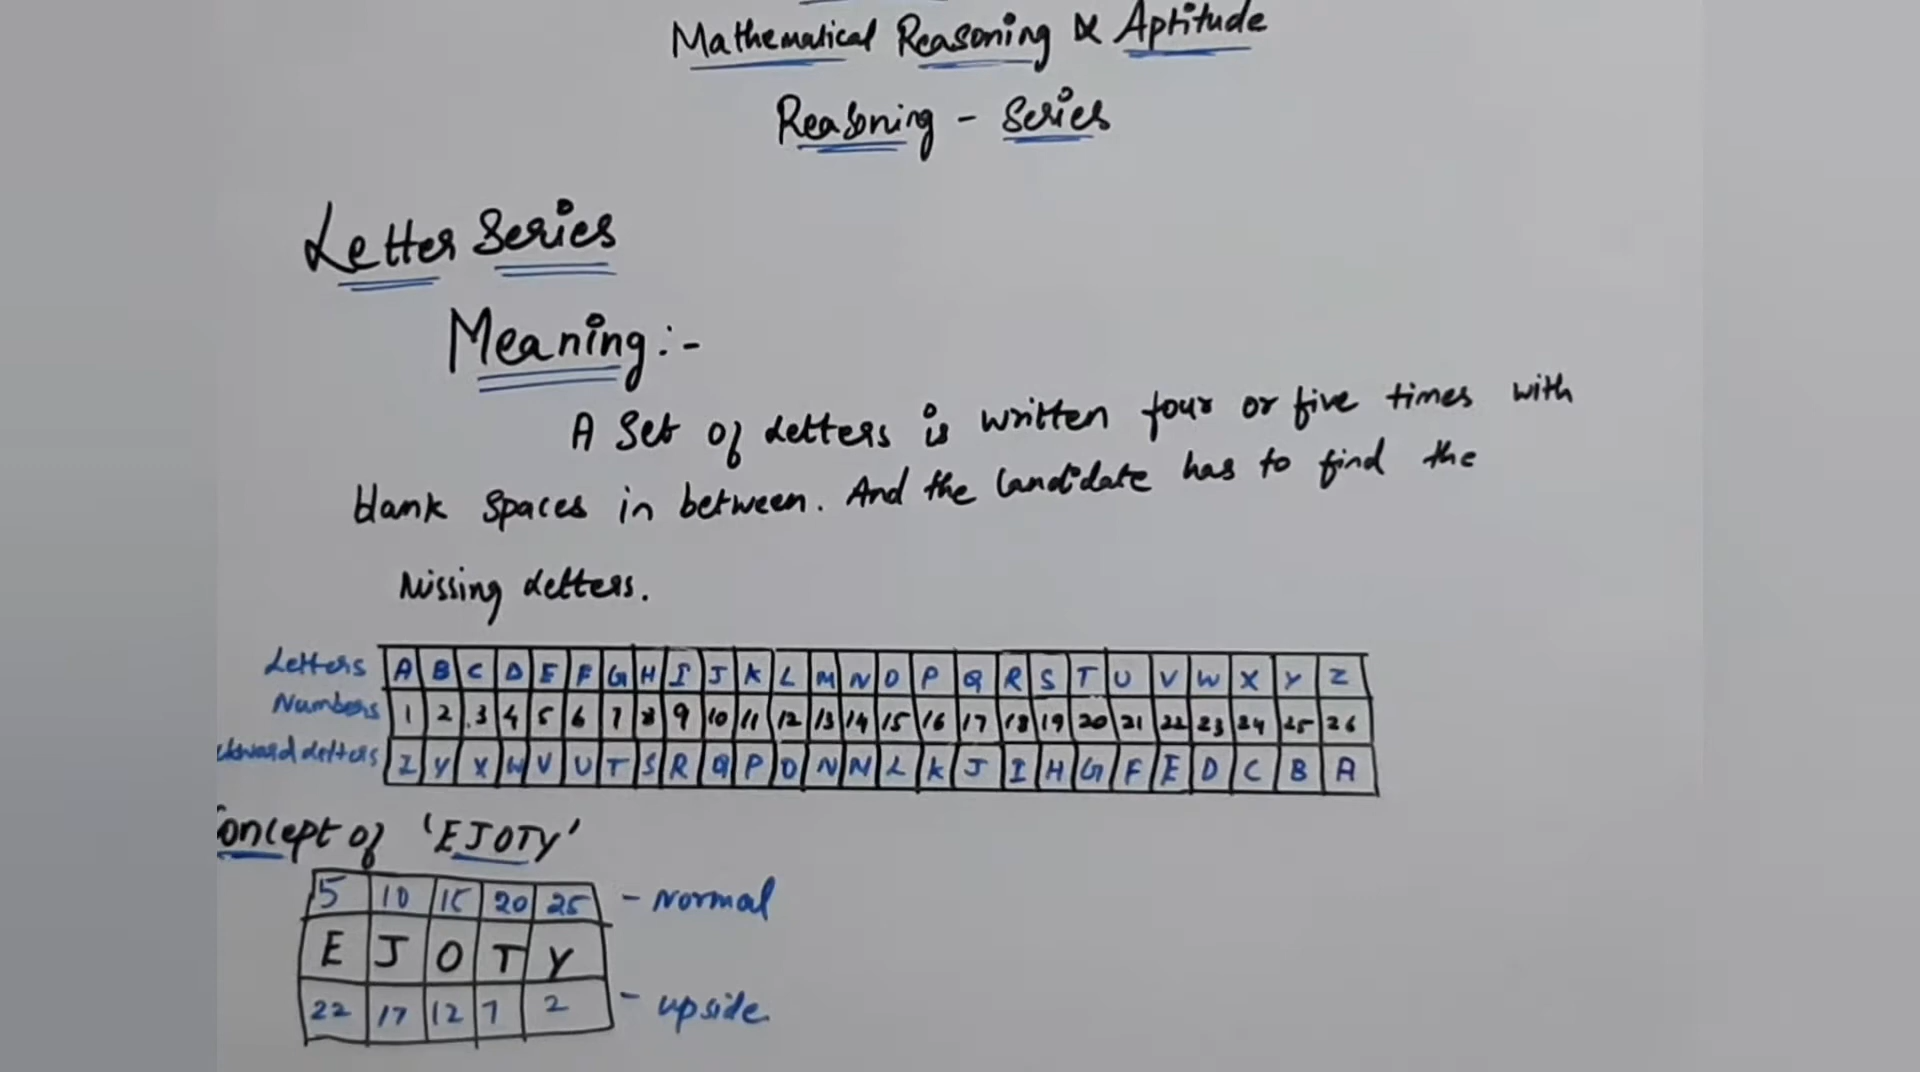 Mathematical Reasoning & Aptitude
Reasoning - Series
Letter Series
Meaning :-
A Set of Letters is written four or five times with
blank spaces in between. And the Candidate has to find the
Missing Letters.
Letters A B C D E F G H I J K L M N O P Q R S T U V W X Y Z
Numbers 1 2 3 4 5 6 7 8 9 10 11 12 13 14 15 16 17 18 19 20 21 22 23 24 25 26
ckward Letters Z Y X W V U T S R Q P O N N L K J I H G F E D C B A
oncept of 'EJOTY'
5 10 15 20 25 - Normal
E J O T Y
22 17 12 7 2 - upside